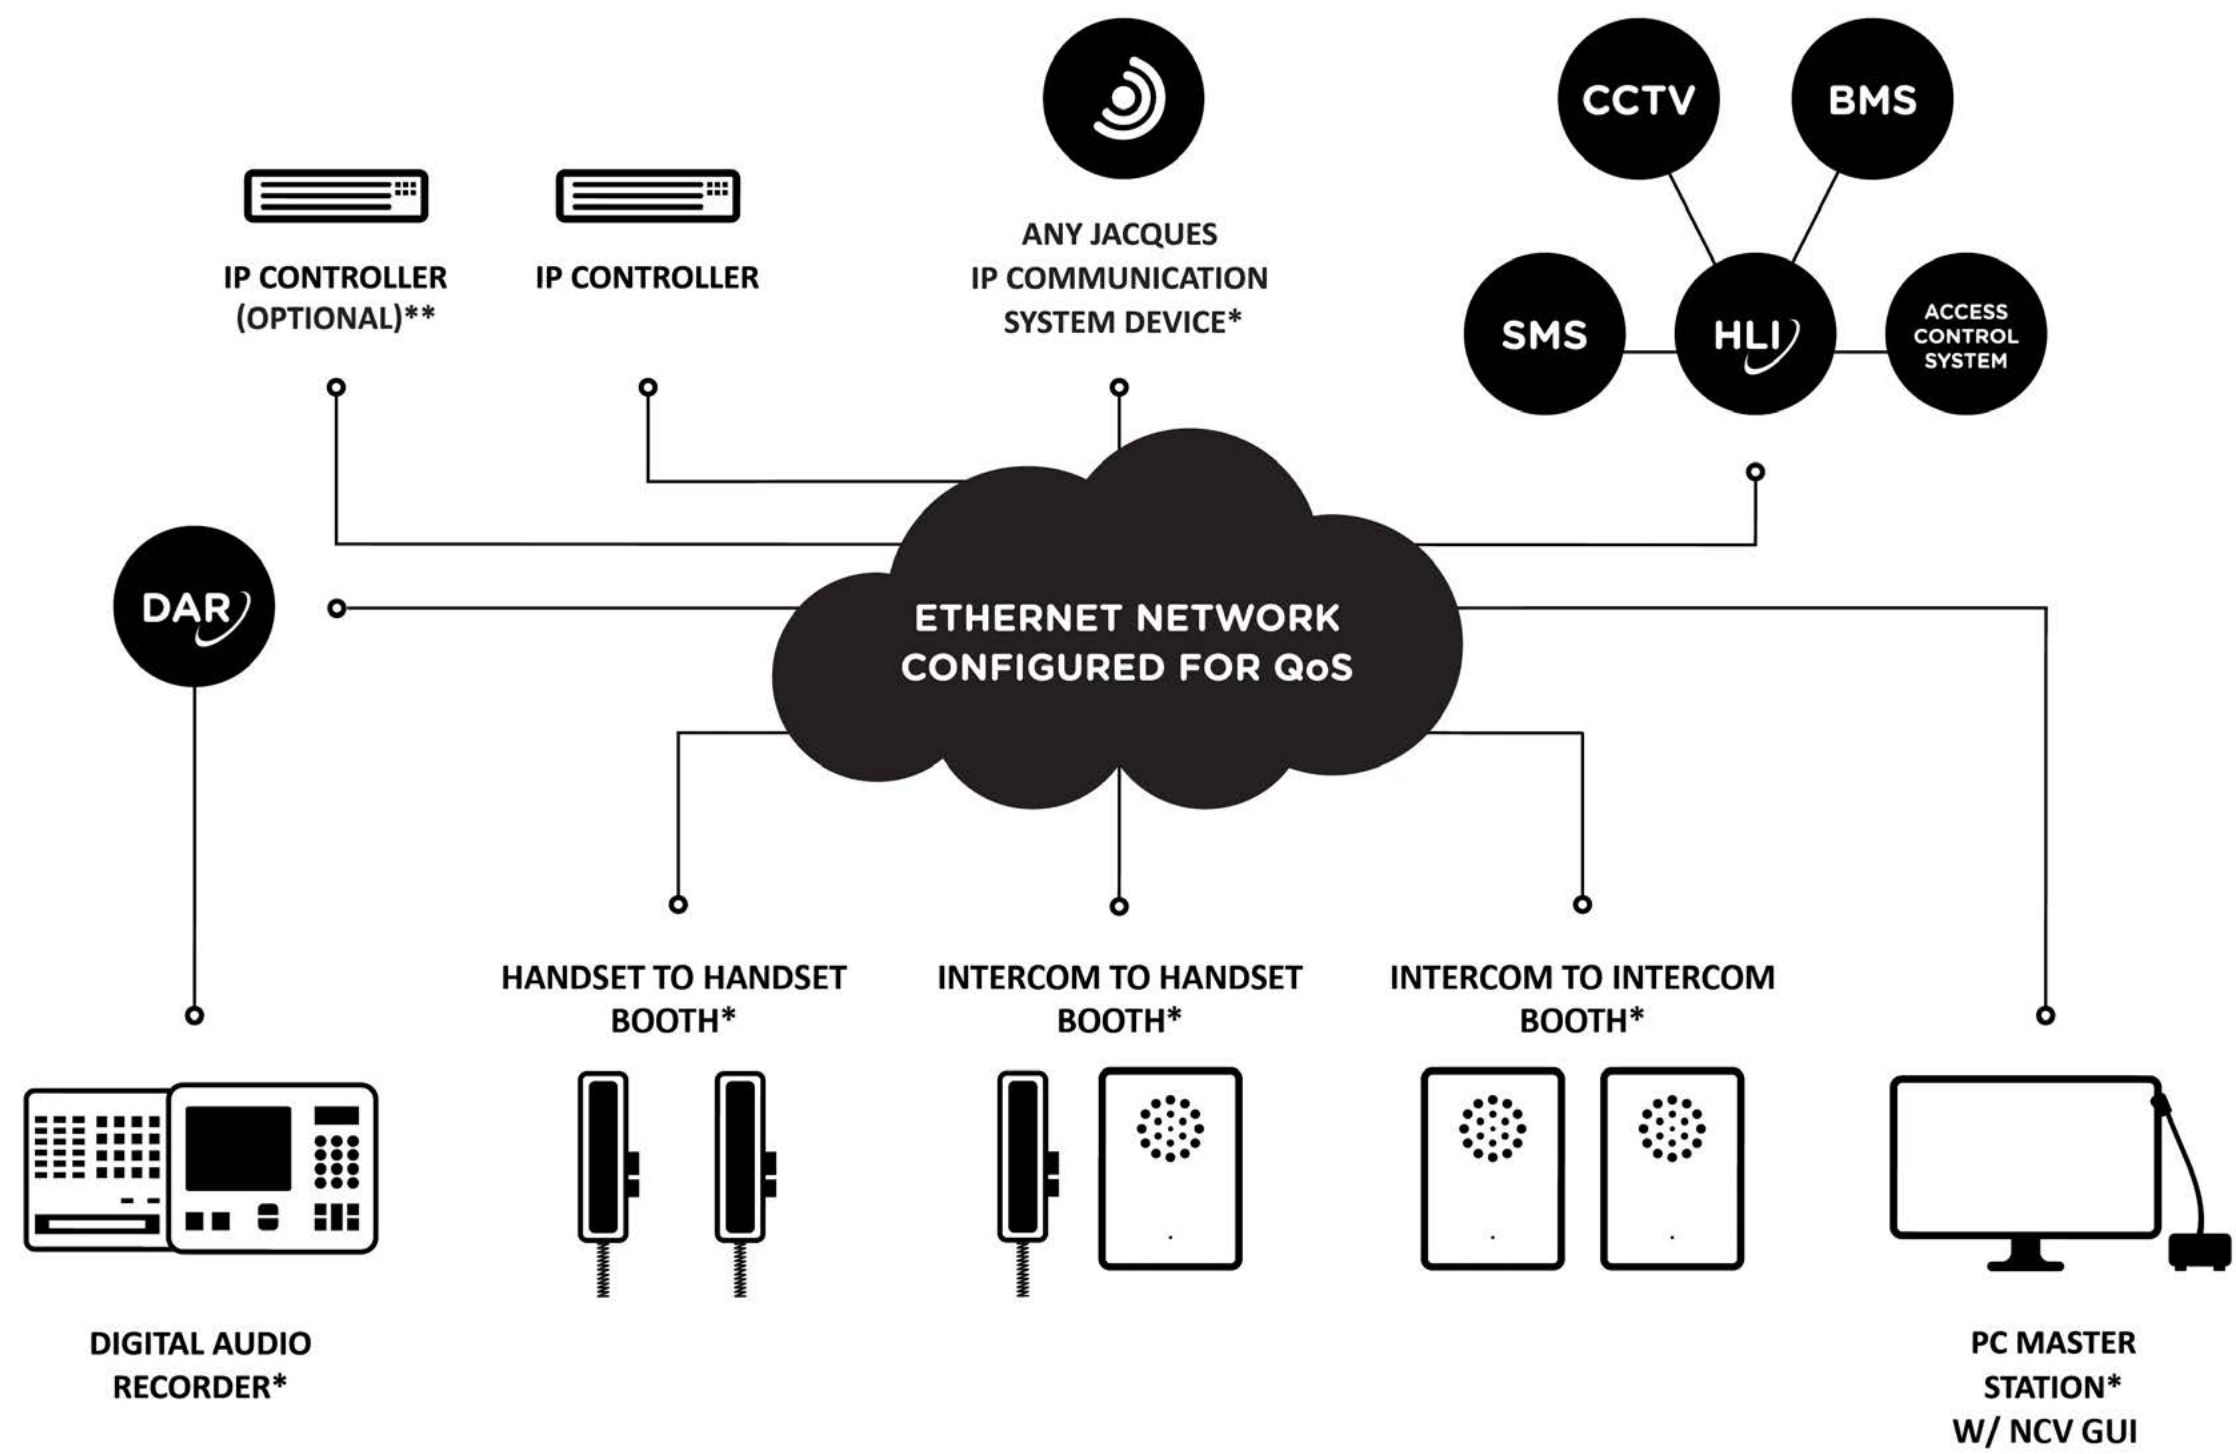 CCTV
BMS
IP CONTROLLER
(OPTIONAL)**
IP CONTROLLER
ANY JACQUES
IP COMMUNICATION
SYSTEM DEVICE*
SMS
HLI
ACCESS
CONTROL
SYSTEM
DAR
ETHERNET NETWORK
CONFIGURED FOR QoS
HANDSET TO HANDSET
BOOTH*
INTERCOM TO HANDSET
BOOTH*
INTERCOM TO INTERCOM
BOOTH*
DIGITAL AUDIO
RECORDER*
PC MASTER
STATION*
W/ NCV GUI